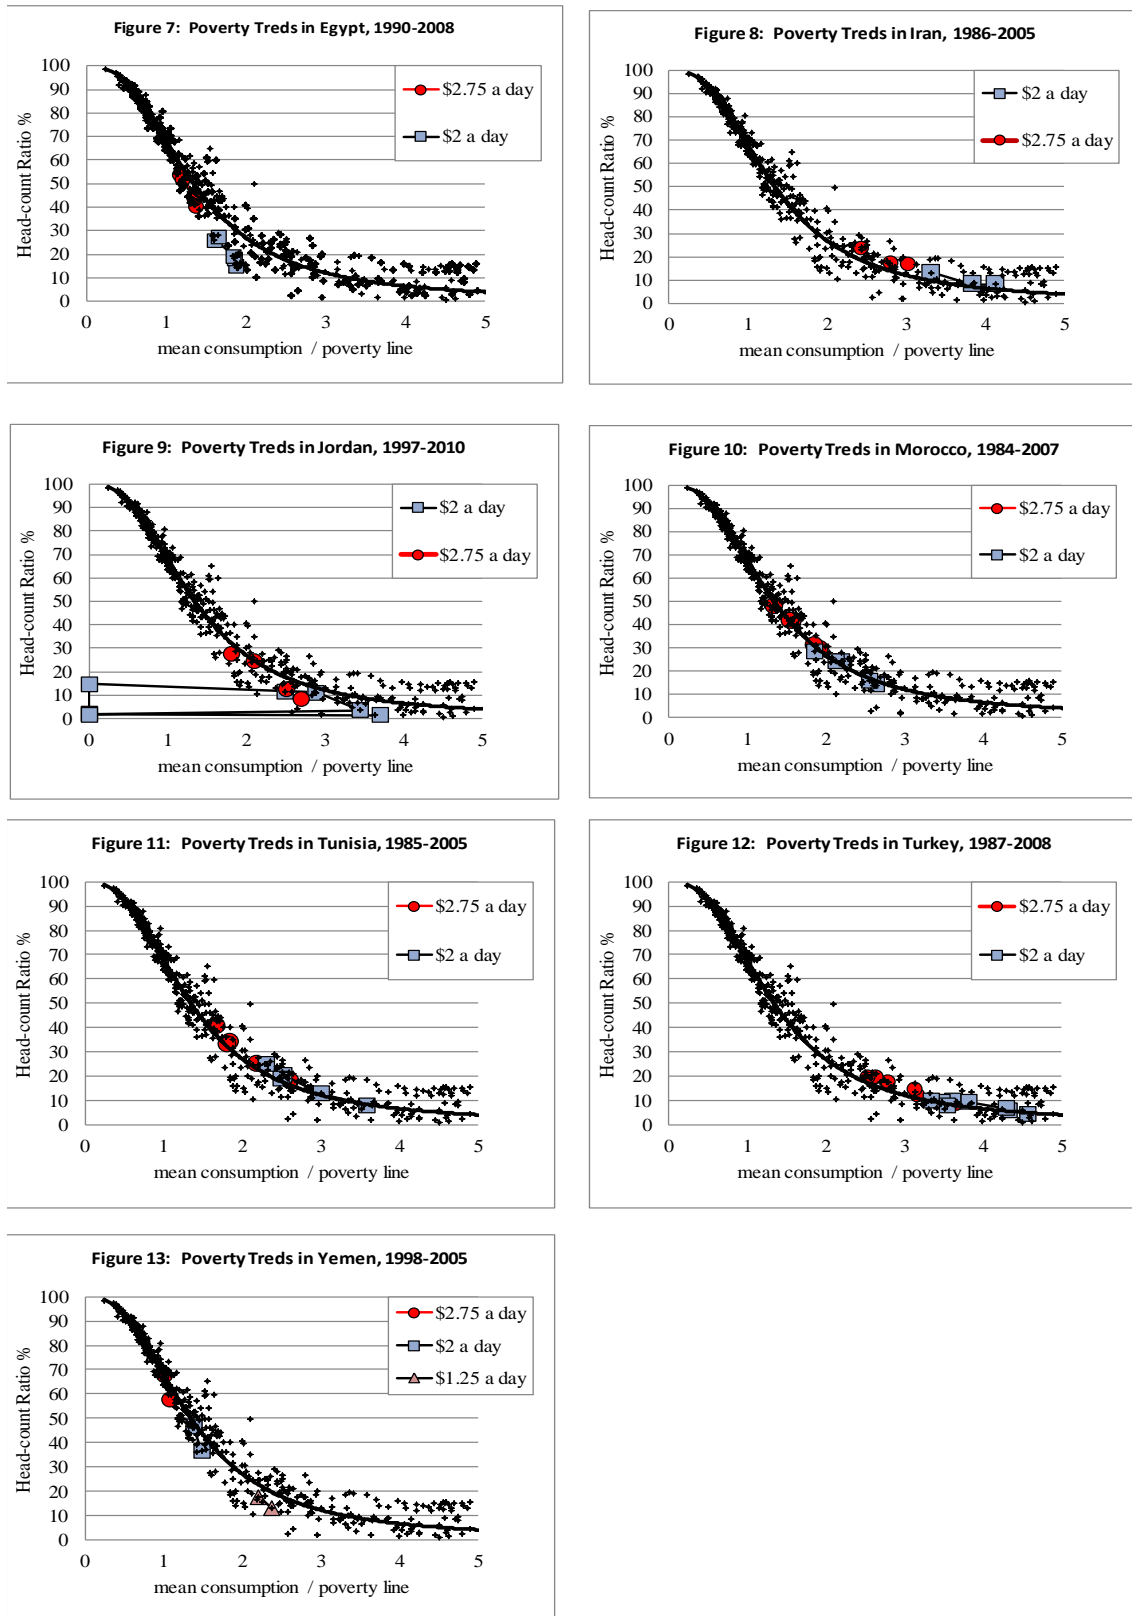 Figure 7: Poverty Treds in Egypt, 1990-2008
Head-count Ratio %
100
90
80
70
60
50
40
30
20
10
0
0 1 2 3 4 5
mean consumption / poverty line
$2.75 a day
$2 a day
Figure 8: Poverty Treds in Iran, 1986-2005
Head-count Ratio %
100
90
80
70
60
50
40
30
20
10
0
0 1 2 3 4 5
mean consumption / poverty line
$2 a day
$2.75 a day
Figure 9: Poverty Treds in Jordan, 1997-2010
Head-count Ratio %
100
90
80
70
60
50
40
30
20
10
0
0 1 2 3 4 5
mean consumption / poverty line
$2 a day
$2.75 a day
Figure 10: Poverty Treds in Morocco, 1984-2007
Head-count Ratio %
100
90
80
70
60
50
40
30
20
10
0
0 1 2 3 4 5
mean consumption / poverty line
$2.75 a day
$2 a day
Figure 11: Poverty Treds in Tunisia, 1985-2005
Head-count Ratio %
100
90
80
70
60
50
40
30
20
10
0
0 1 2 3 4 5
mean consumption / poverty line
$2.75 a day
$2 a day
Figure 12: Poverty Treds in Turkey, 1987-2008
Head-count Ratio %
100
90
80
70
60
50
40
30
20
10
0
0 1 2 3 4 5
mean consumption / poverty line
$2.75 a day
$2 a day
Figure 13: Poverty Treds in Yemen, 1998-2005
Head-count Ratio %
100
90
80
70
60
50
40
30
20
10
0
0 1 2 3 4 5
mean consumption / poverty line
$2.75 a day
$2 a day
$1.25 a day